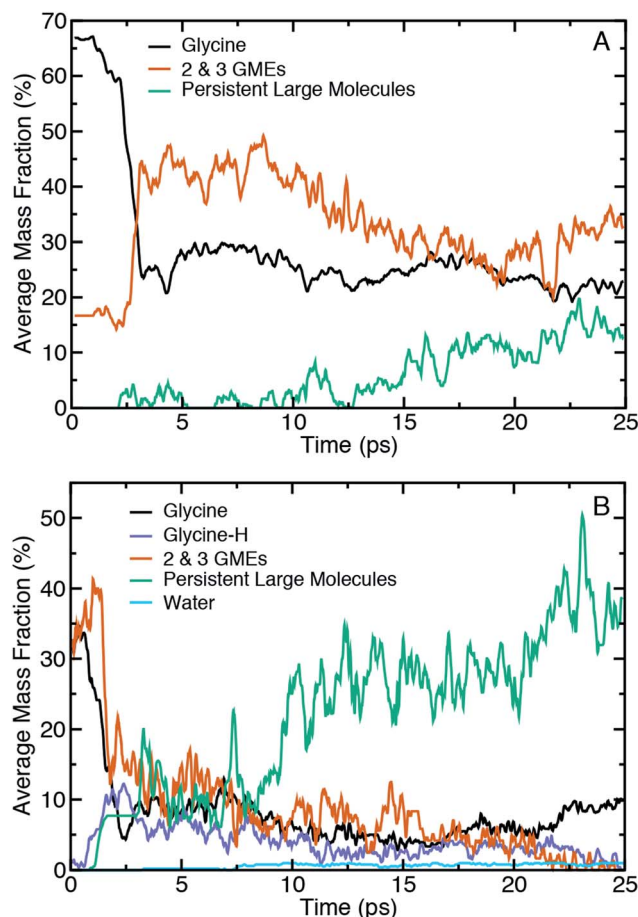 A
Glycine
2 & 3 GMEs
Persistent Large Molecules
Average Mass Fraction (%)
70
60
50
40
30
20
10
0
0 5 10 15 20 25
Time (ps)
B
Glycine
Glycine-H
2 & 3 GMEs
Persistent Large Molecules
Water
Average Mass Fraction (%)
50
40
30
20
10
0
0 5 10 15 20 25
Time (ps)